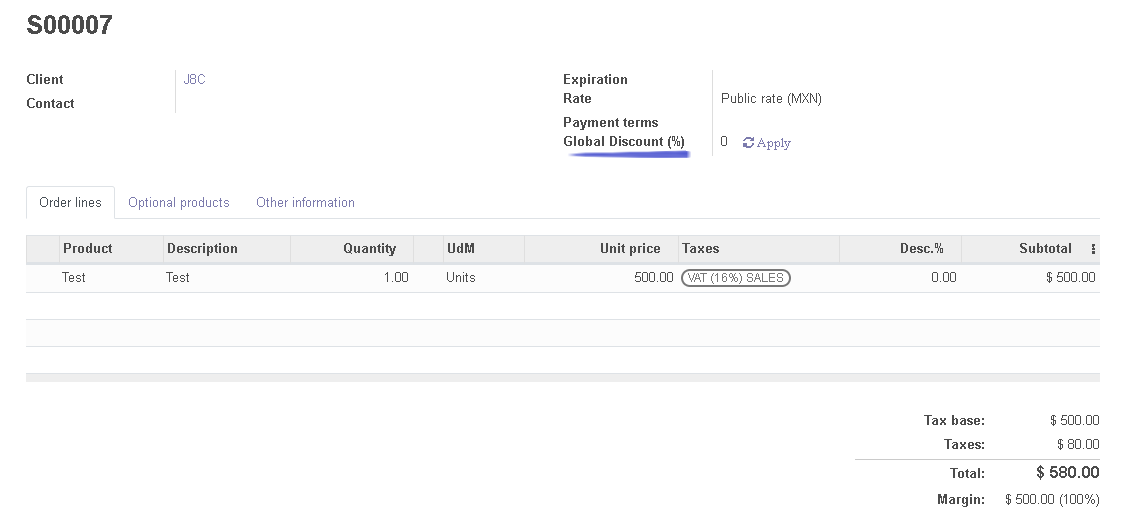 S00007
Client J8C
Contact
Expiration
Rate Public rate (MXN)
Payment terms
Global Discount (%) 0 Apply
Order lines Optional products Other information
Product Description Quantity UdM Unit price Taxes Desc.% Subtotal
Test Test 1.00 Units 500.00 VAT (16%) SALES 0.00 $ 500.00
Tax base: $ 500.00
Taxes: $ 80.00
Total: $ 580.00
Margin: $ 500.00 (100%)